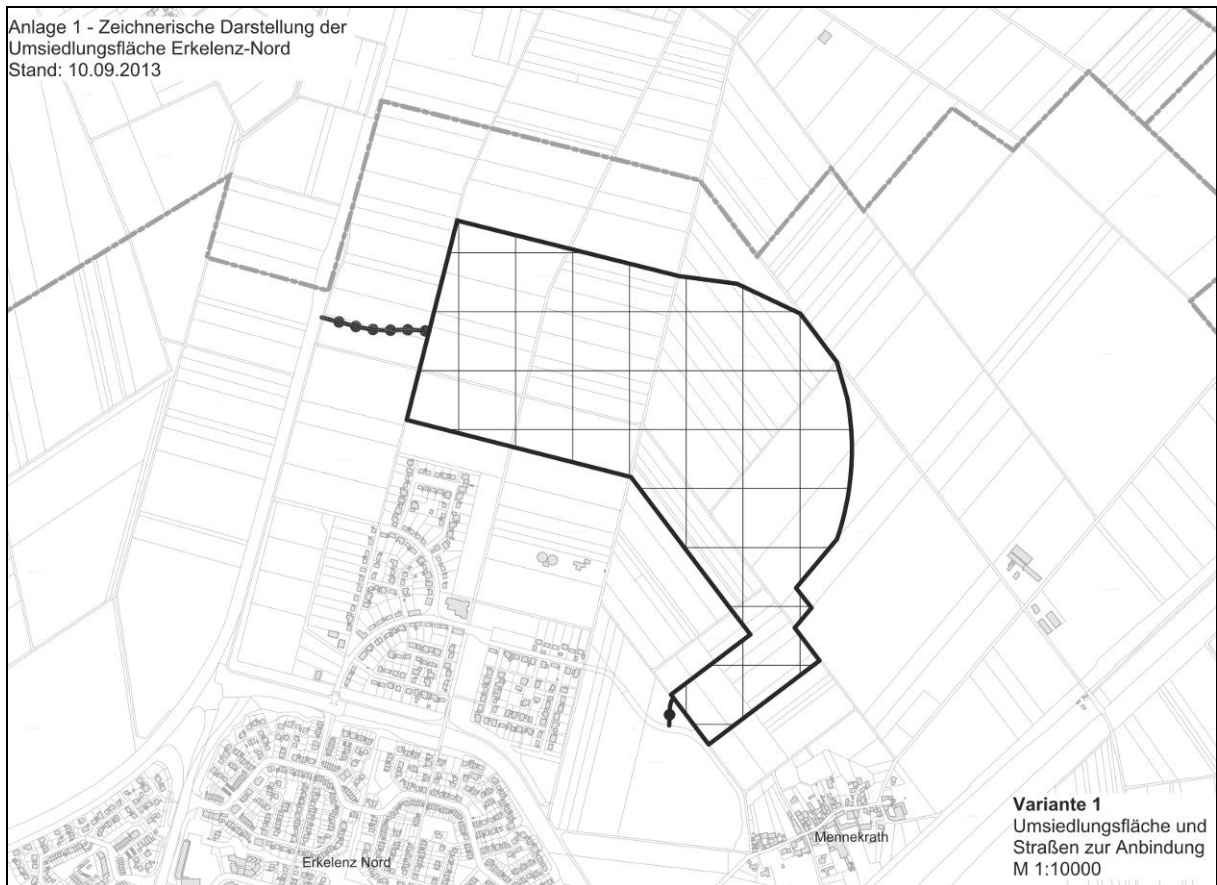 Anlage 1 - Zeichnerische Darstellung der
Umsiedlungsfläche Erkelenz-Nord
Stand: 10.09.2013
Mennekrath
Erkelenz Nord
Variante 1
Umsiedlungsfläche und
Straßen zur Anbindung
M 1:10000